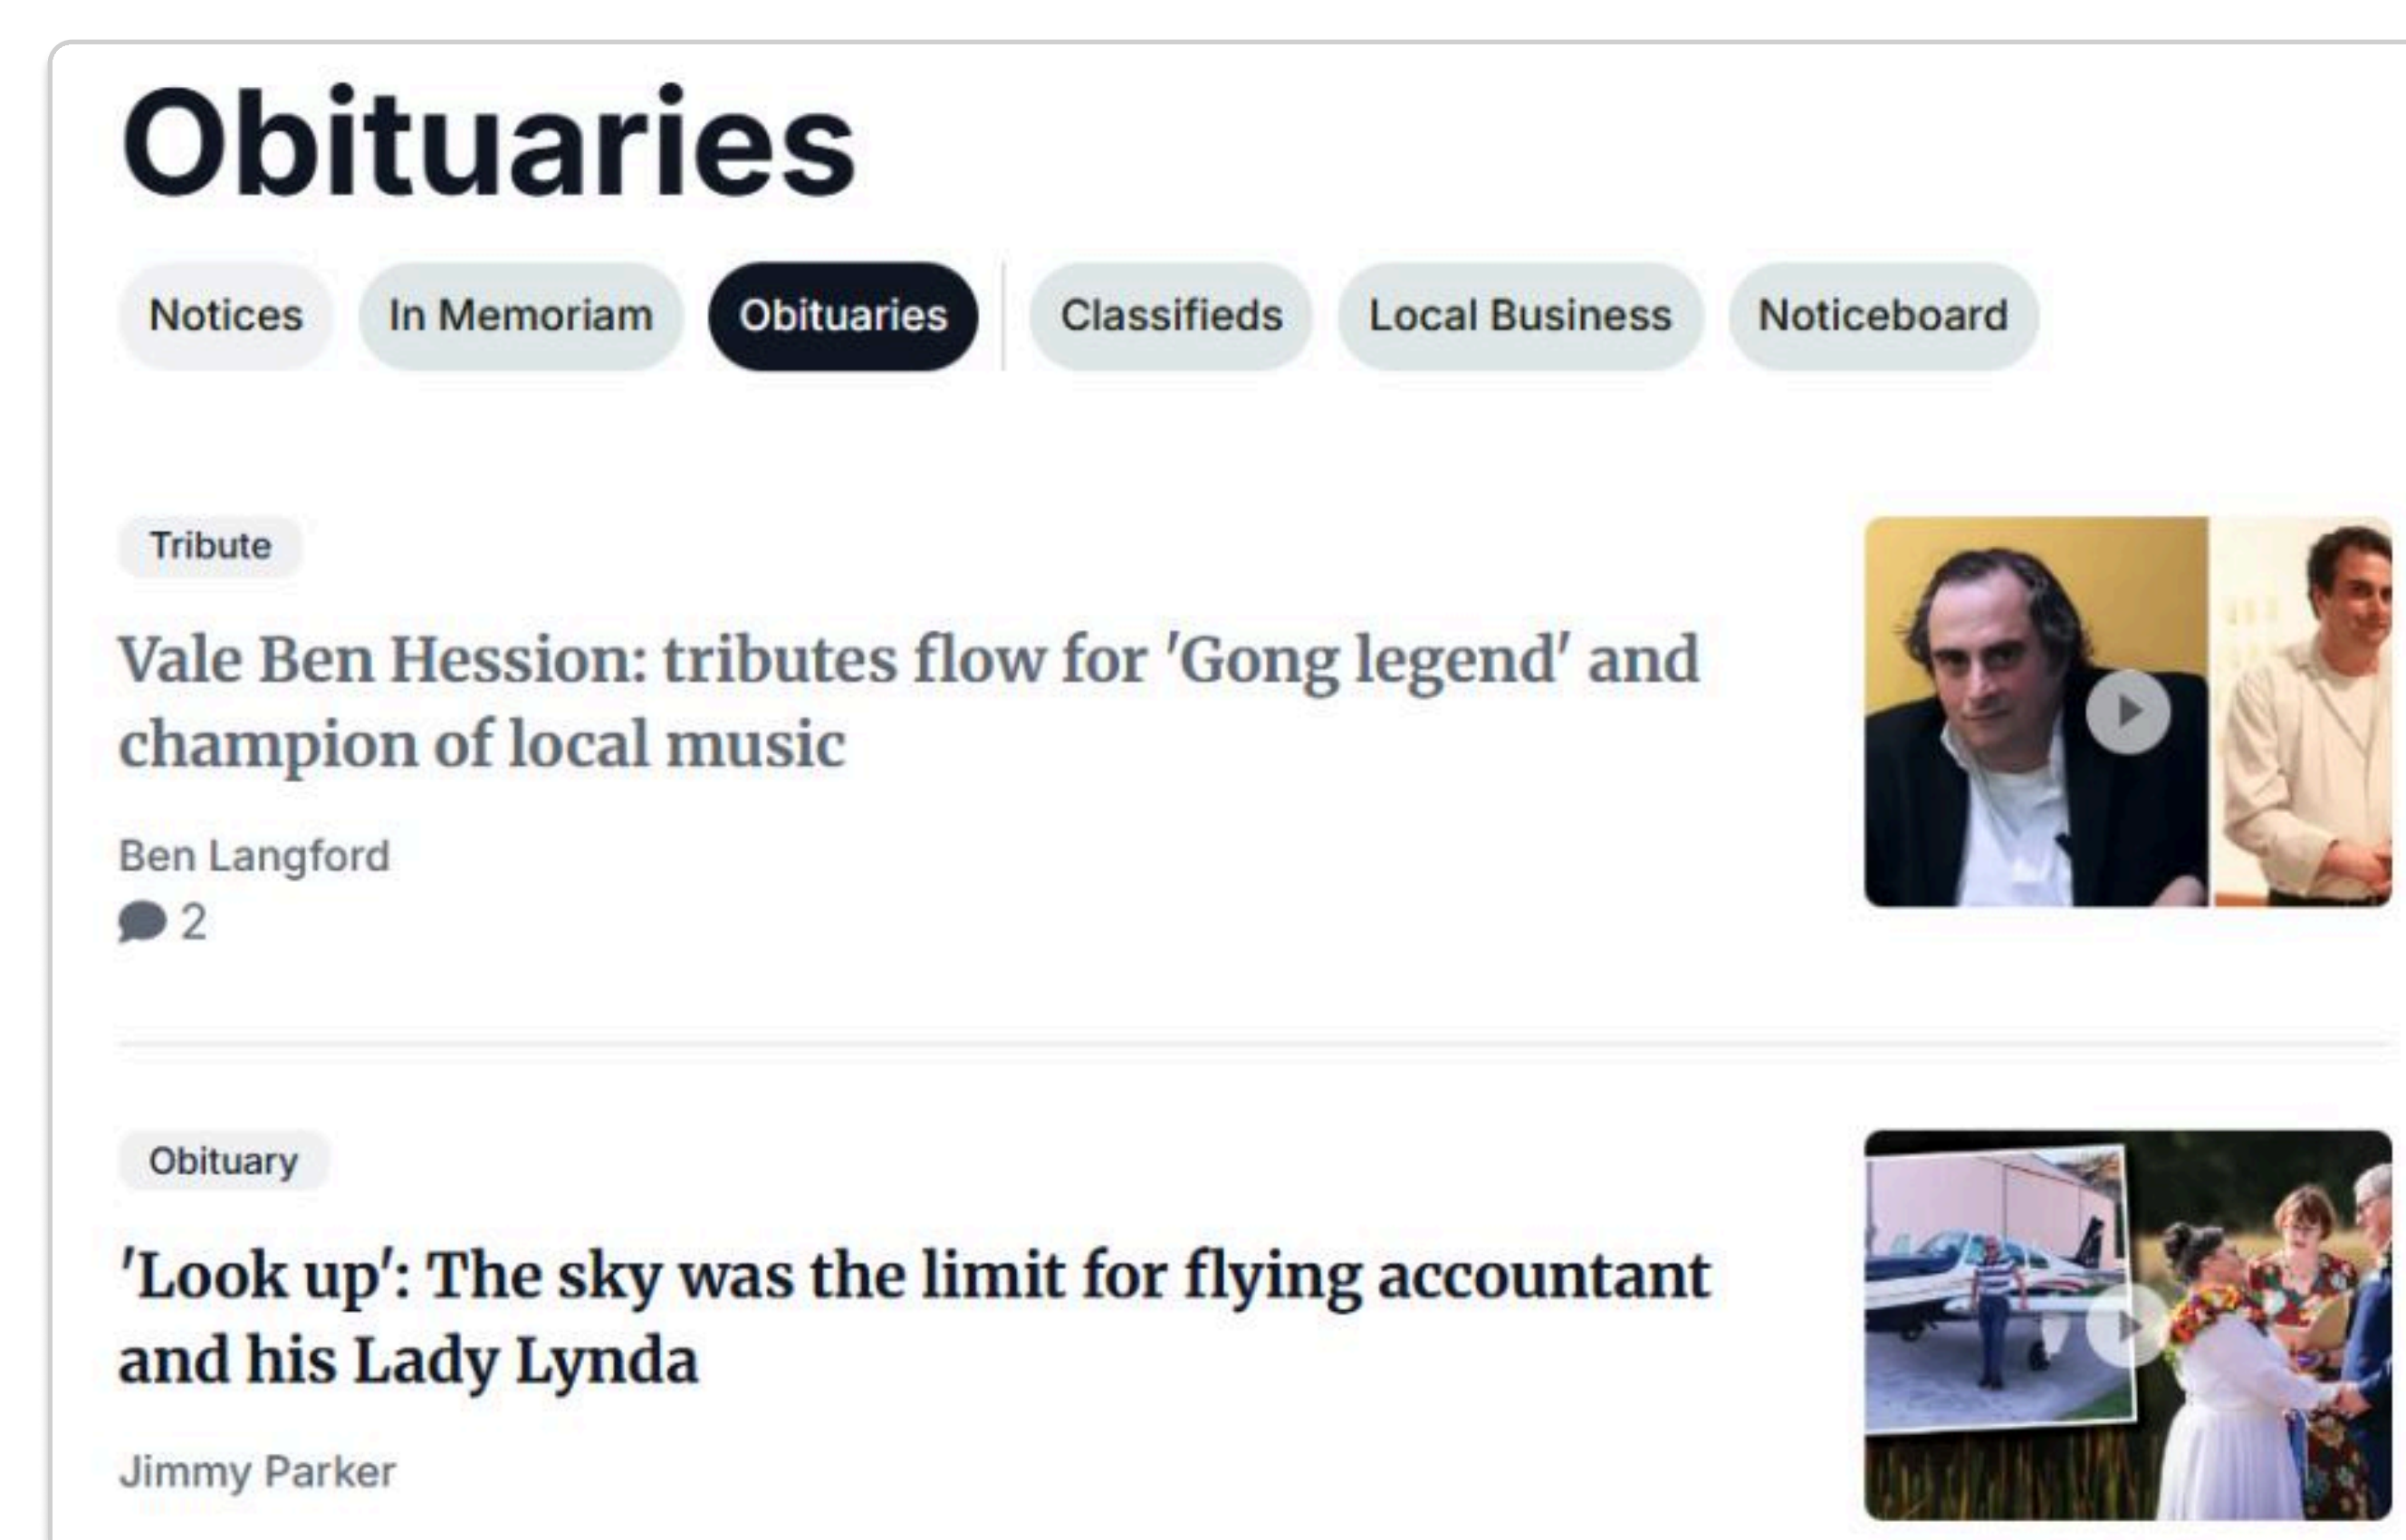 Obituaries
Notices
In Memoriam
Obituaries
Classifieds
Local Business
Noticeboard
Tribute
Vale Ben Hession: tributes flow for 'Gong legend' and
champion of local music
Ben Langford
2
Obituary
'Look up': The sky was the limit for flying accountant
and his Lady Lynda
Jimmy Parker